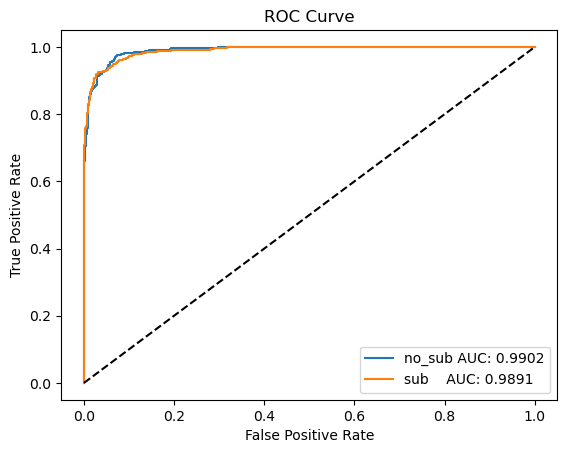 ROC Curve
True Positive Rate
1.0
0.8
0.6
0.4
0.2
0.0
0.0 0.2 0.4 0.6 0.8 1.0
False Positive Rate
no_sub AUC: 0.9902
sub AUC: 0.9891